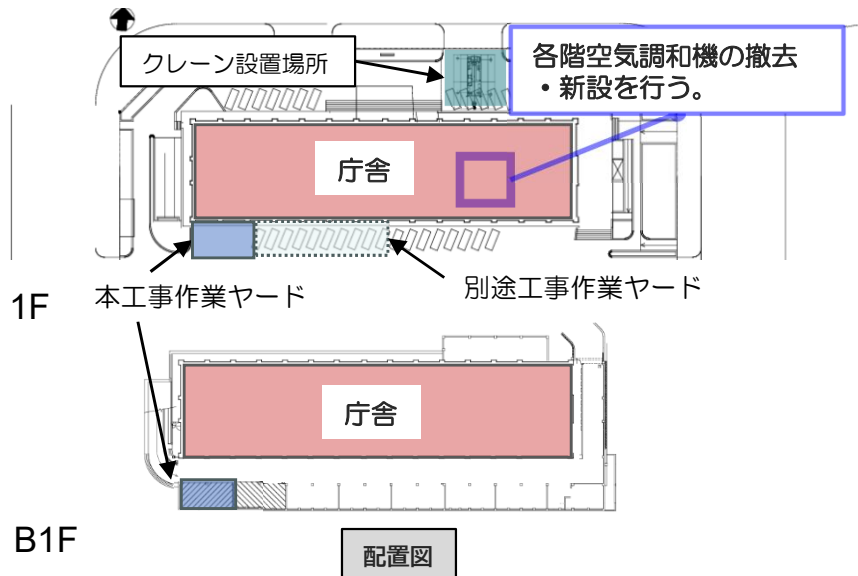 クレーン設置場所
各階空気調和機の撤去
・新設を行う。
庁舎
1F
本工事作業ヤード
別途工事作業ヤード
庁舎
B1F
配置図